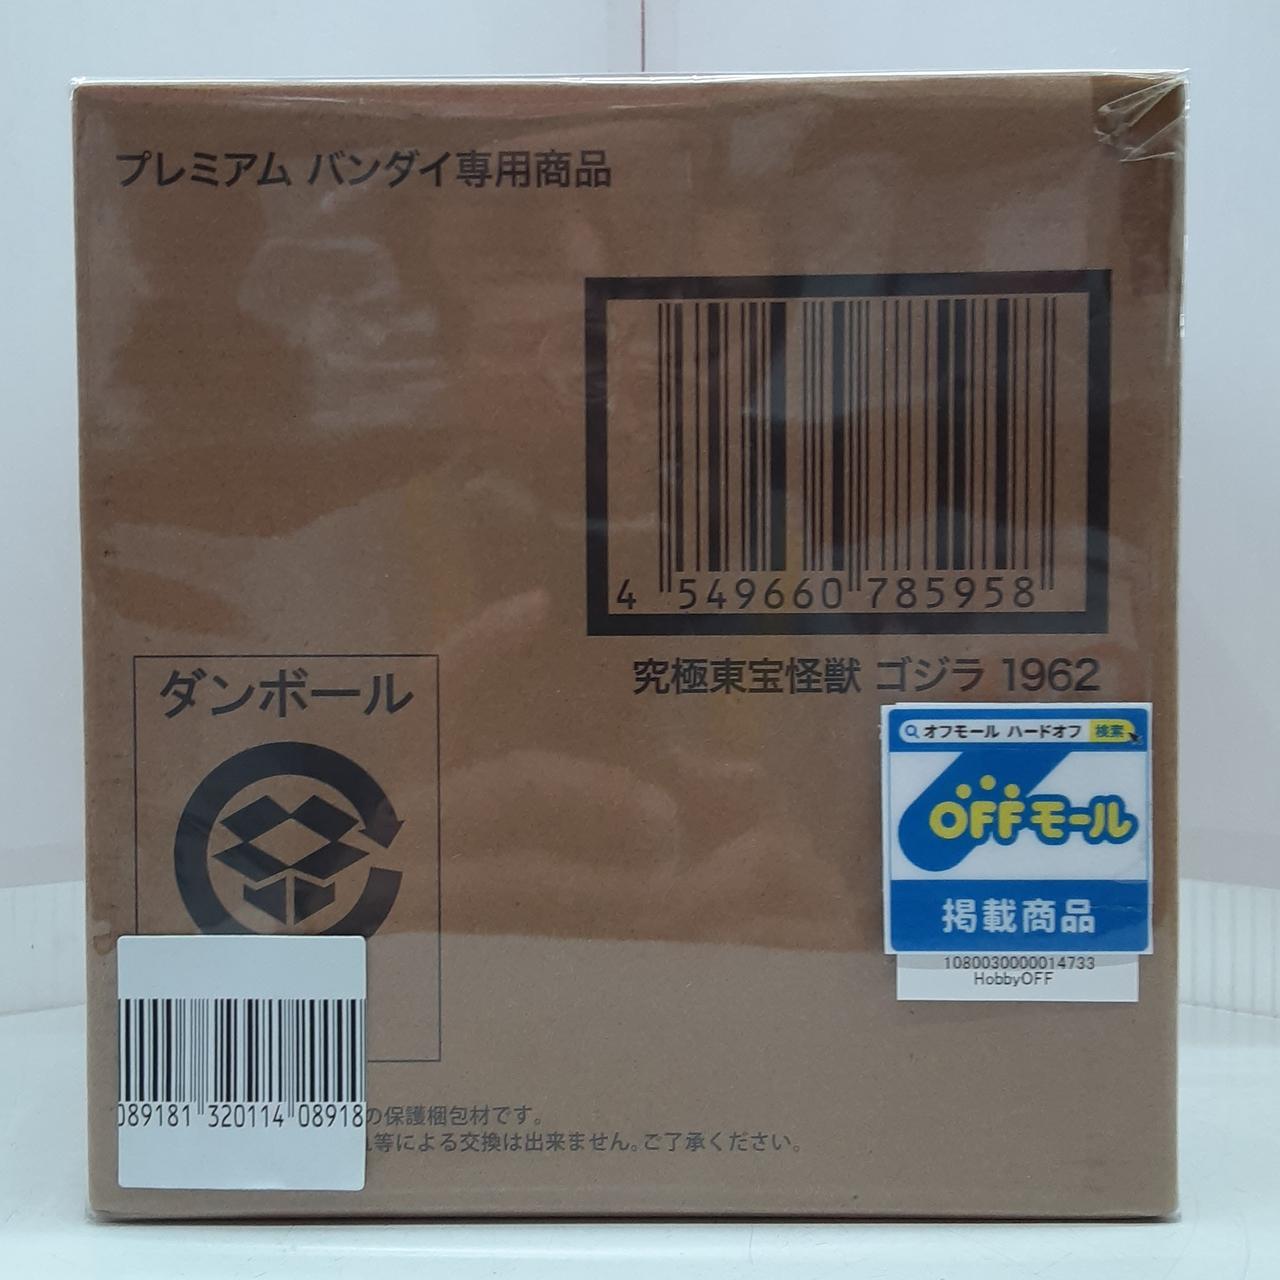 プレミアム バンダイ専用商品
4 549660 785958
究極東宝怪獣 ゴジラ 1962
ダンボール
オフモール ハードオフ 検索
OFFモール
掲載商品
1080030000014733
HobbyOFF
089181 320114 08918
の保護梱包材です。
等による交換は出来ません。ご了承ください。